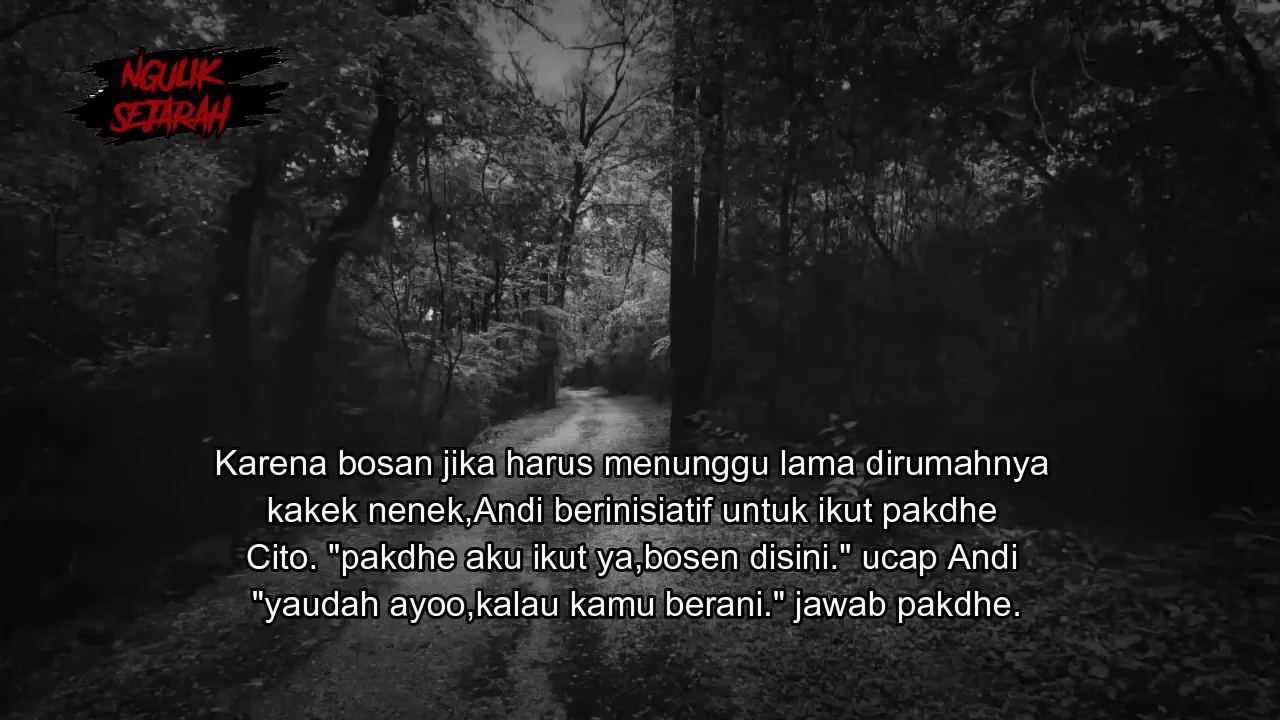 NGULIK
SEJARAH
Karena bosan jika harus menunggu lama dirumahnya
kakek nenek,Andi berinisiatif untuk ikut pakdhe
Cito. "pakdhe aku ikut ya,bosen disini." ucap Andi
"yaudah ayoo,kalau kamu berani." jawab pakdhe.